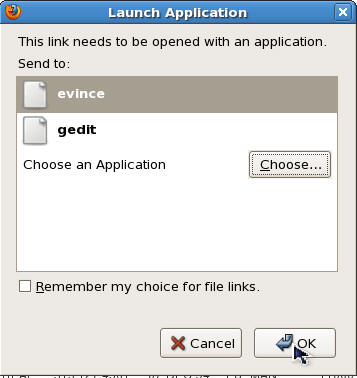 Launch Application
This link needs to be opened with an application.
Send to:
evince
gedit
Choose an Application Choose...
Remember my choice for file links.
Cancel OK